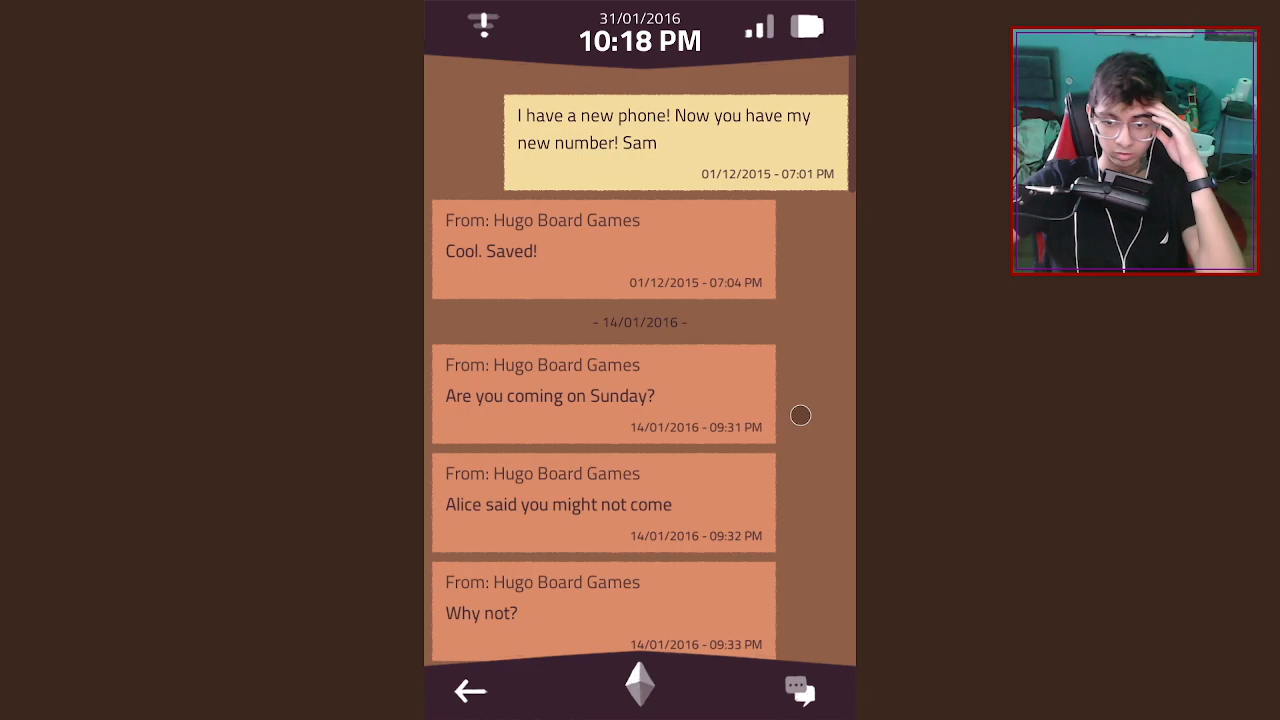 31/01/2016
10:18 PM
I have a new phone! Now you have my
new number! Sam
01/12/2015 - 07:01 PM
From: Hugo Board Games
Cool. Saved!
01/12/2015 - 07:04 PM
- 14/01/2016 -
From: Hugo Board Games
Are you coming on Sunday?
14/01/2016 - 09:31 PM
From: Hugo Board Games
Alice said you might not come
14/01/2016 - 09:32 PM
From: Hugo Board Games
Why not?
14/01/2016 - 09:33 PM